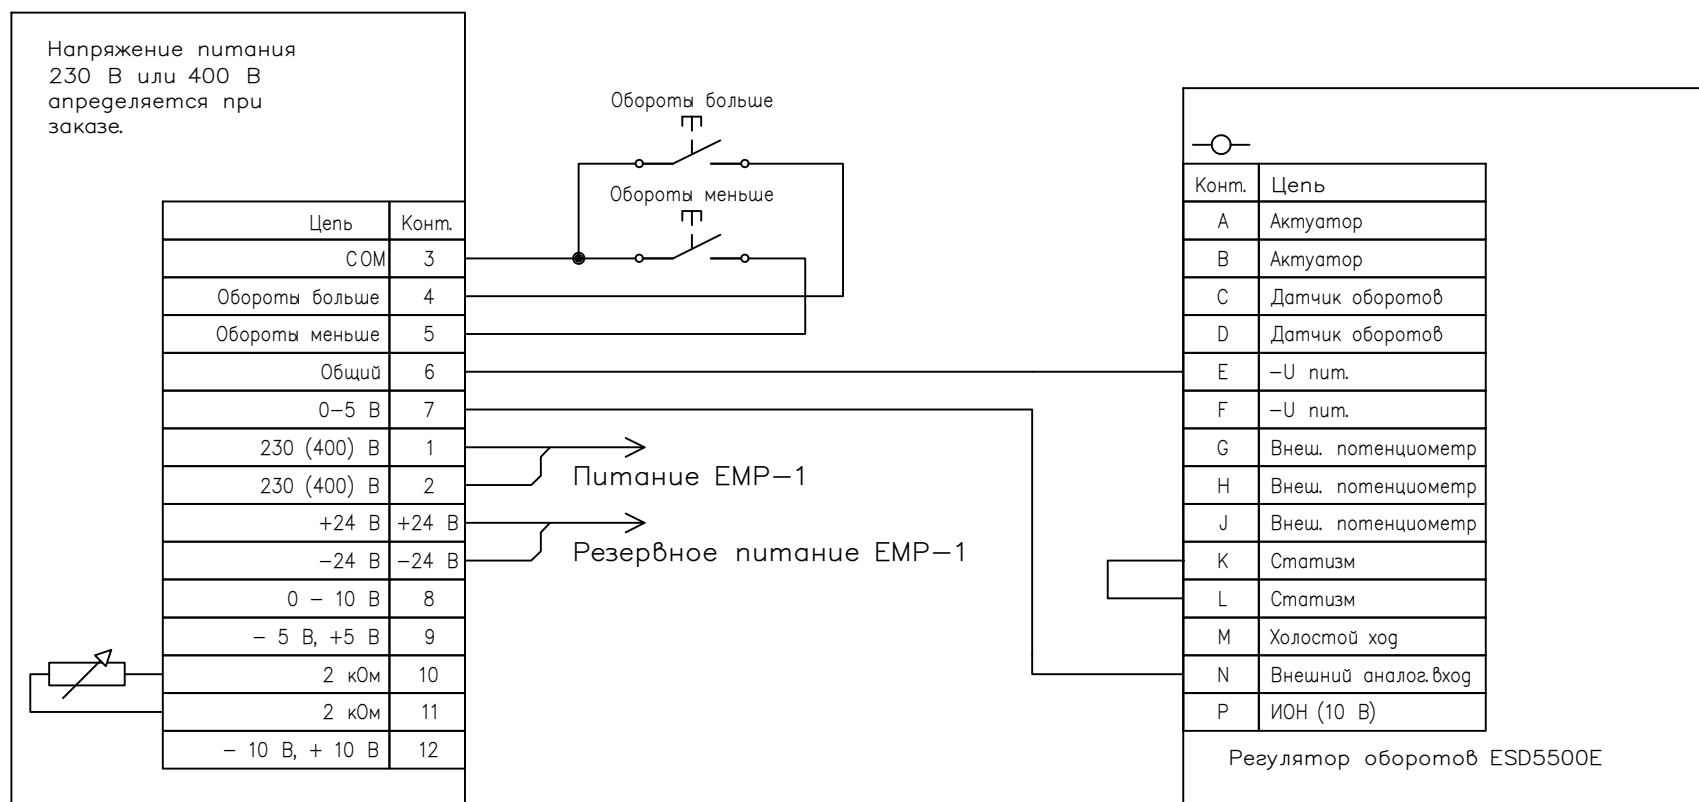 Напряжение питания
230 В или 400 В
апределяется при
заказе.
Обороты больше
Обороты меньше
Цепь Конт.
COM 3
Обороты больше 4
Обороты меньше 5
Общий 6
0–5 В 7
230 (400) В 1
230 (400) В 2
+24 В +24 В
–24 В –24 В
0 – 10 В 8
– 5 В, +5 В 9
2 кОм 10
2 кОм 11
– 10 В, + 10 В 12
Питание EMP–1
Резервное питание EMP–1
Конт. Цепь
A Актуатор
B Актуатор
C Датчик оборотов
D Датчик оборотов
E –U пит.
F –U пит.
G Внеш. потенциометр
H Внеш. потенциометр
J Внеш. потенциометр
K Статизм
L Статизм
M Холостой ход
N Внешний аналог.вход
P ИОН (10 В)
Регулятор оборотов ESD5500E